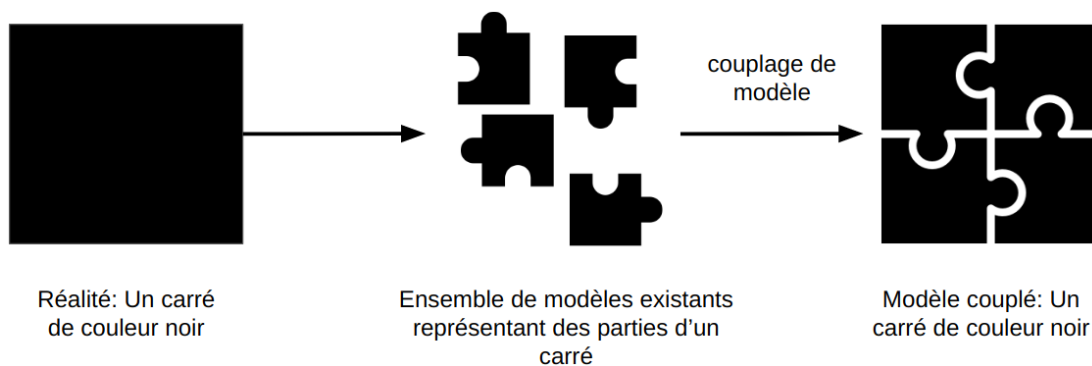 couplage de
modèle
Réalité: Un carré
de couleur noir
Ensemble de modèles existants
représentant des parties d’un
carré
Modèle couplé: Un
carré de couleur noir